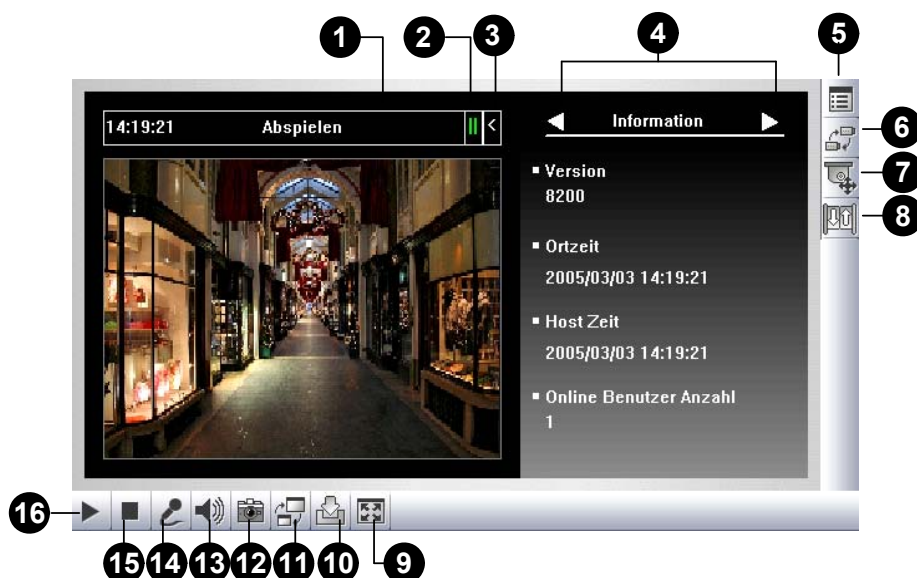 1 2 3 4 5
14:19:21 Abspielen <
Information
6
7
8
Version
8200
Ortzeit
2005/03/03 14:19:21
Host Zeit
2005/03/03 14:19:21
Online Benutzer Anzahl
1
16
15 14 13 12 11 10 9